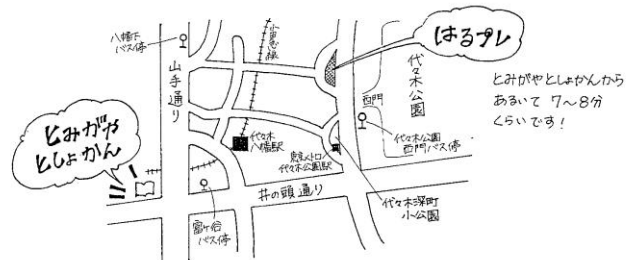 八幡下
バス停
山手通り
小田急線
はるプレ
代々木公園
とみがやとしょかんから
あるいて 7〜8分
くらいです！
西門
とみがや
としょかん
代々木
八幡駅
代々木公園
西門バス停
東京メトロ
代々木公園駅
井の頭通り
代々木深町
小公園
富ヶ谷
バス停